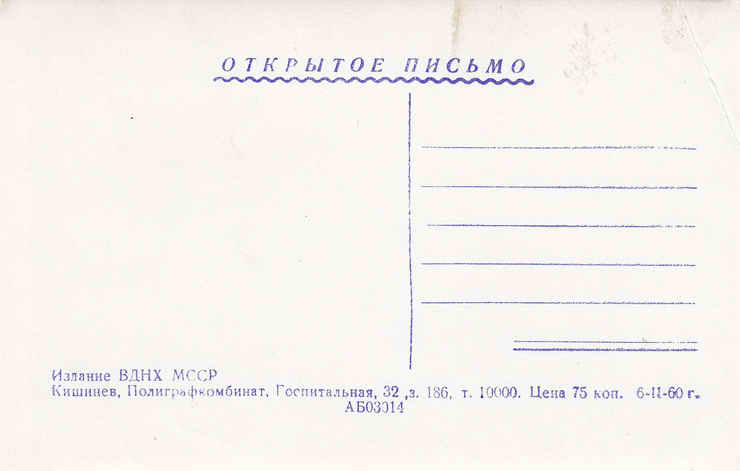 ОТКРЫТОЕ ПИСЬМО
Издание ВДНХ МССР
Кишинев, Полиграфкомбинат, Госпитальная, 32 ,з. 186, т. 10000. Цена 75 коп. 6-II-60 г.
АБ03014